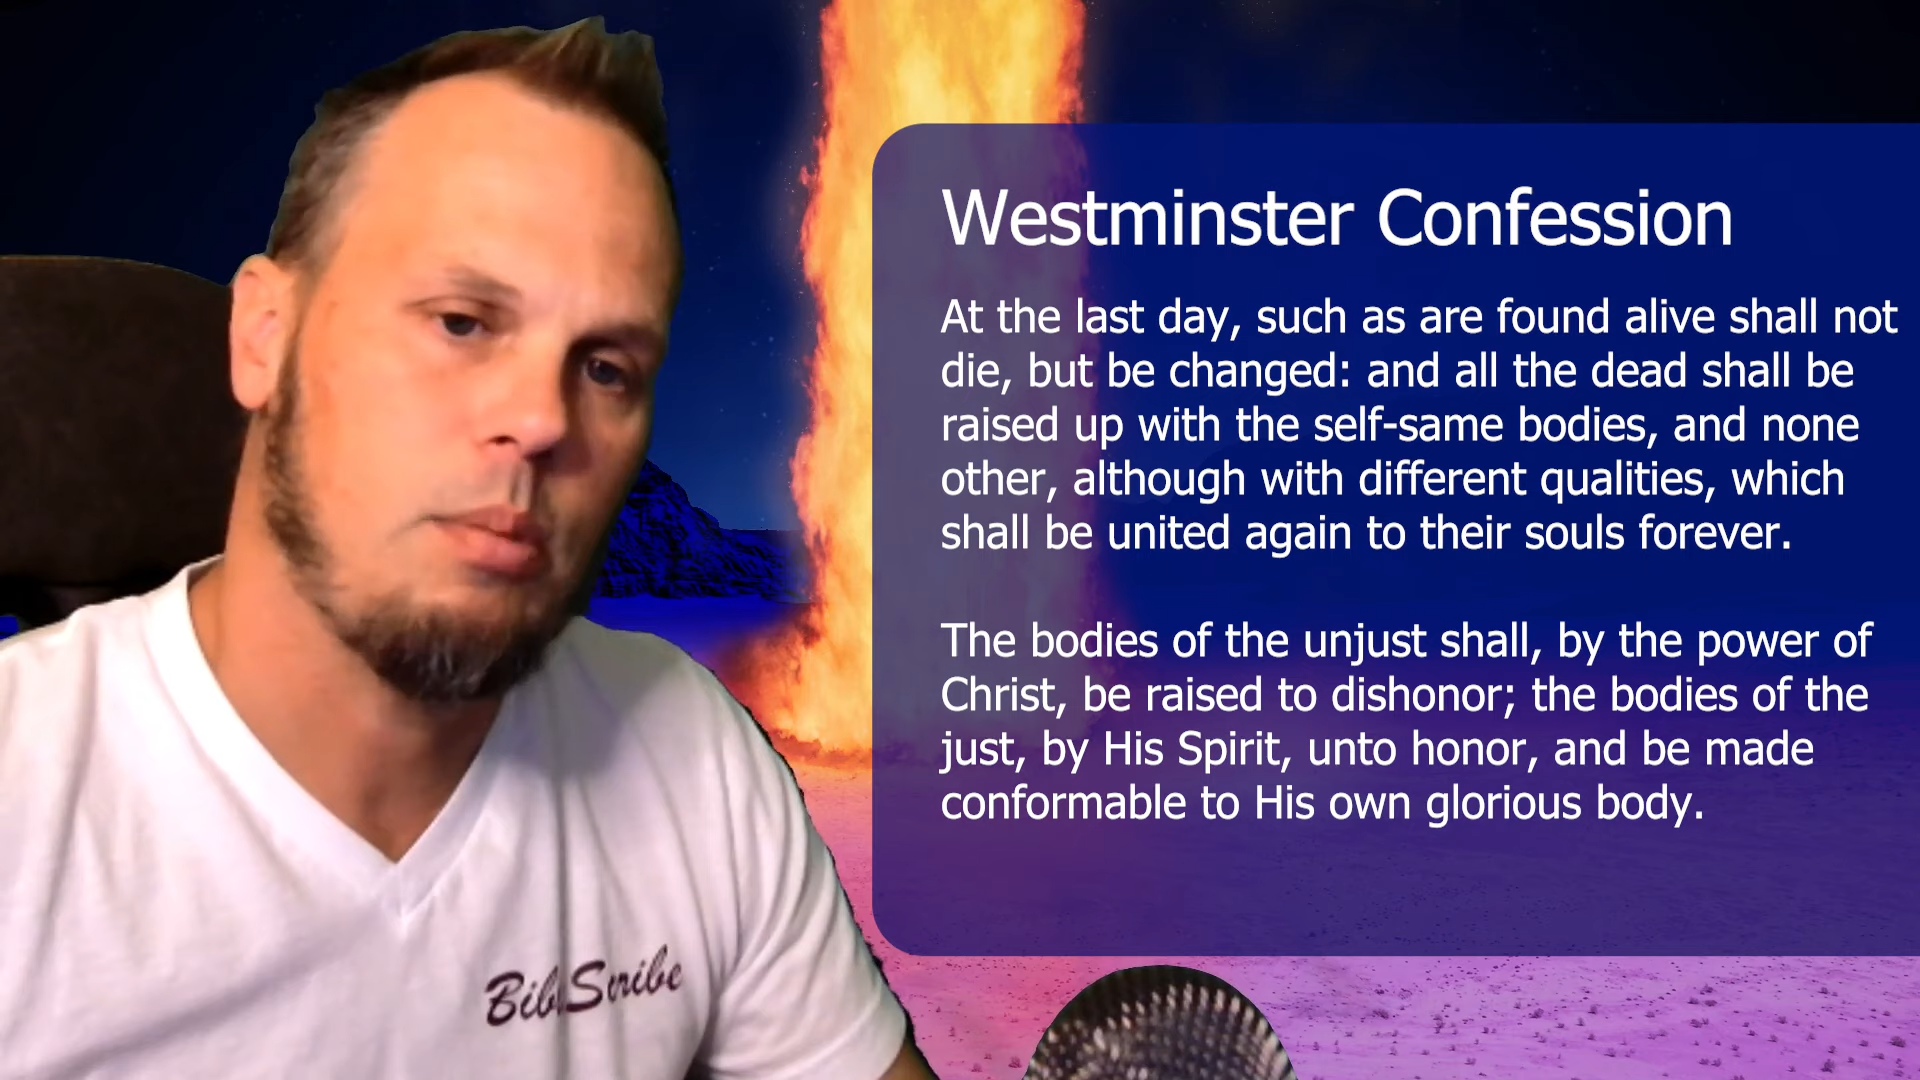 Westminster Confession
At the last day, such as are found alive shall not
die, but be changed: and all the dead shall be
raised up with the self-same bodies, and none
other, although with different qualities, which
shall be united again to their souls forever.
The bodies of the unjust shall, by the power of
Christ, be raised to dishonor; the bodies of the
just, by His Spirit, unto honor, and be made
conformable to His own glorious body.